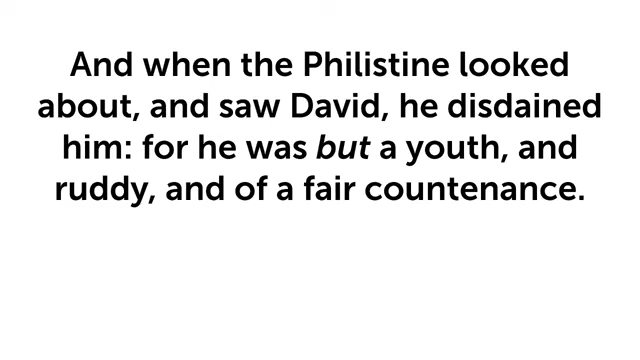 And when the Philistine looked
about, and saw David, he disdained
him: for he was but a youth, and
ruddy, and of a fair countenance.